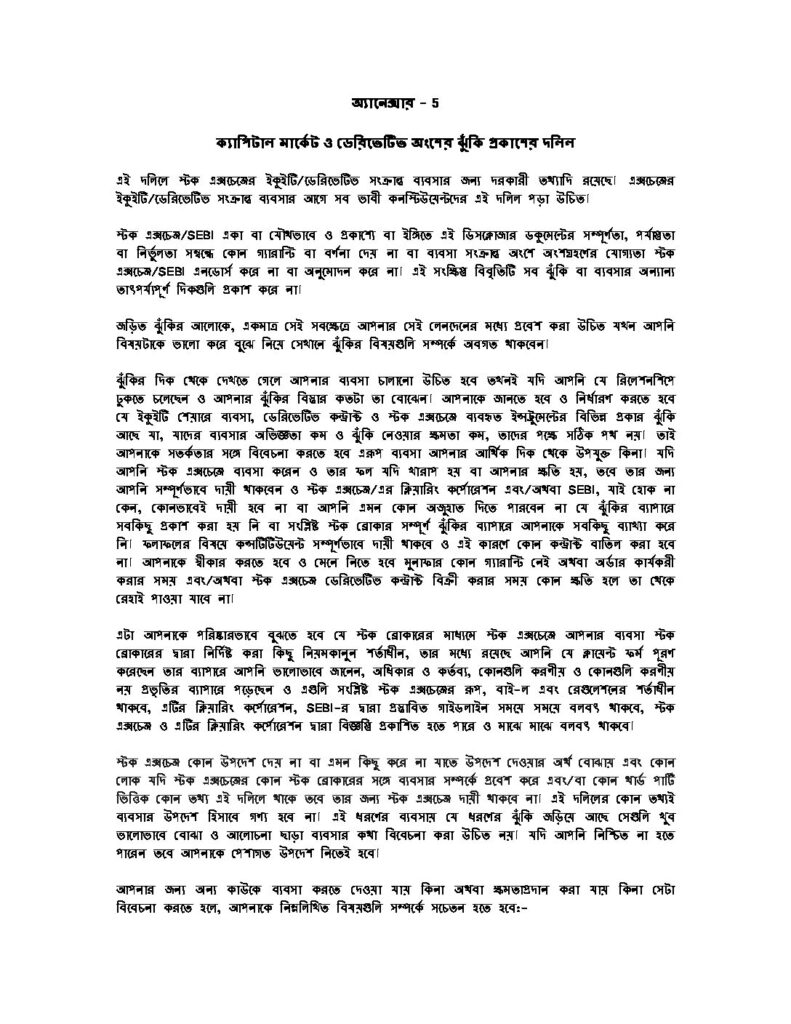 অ্যানেক্সার – 5
ক্যাপিটাল মার্কেট ও ডেরিভেটিভ অংশের ঝুঁকি প্রকাশের দলিল
এই দলিলে স্টক এক্সচেঞ্জের ইকুইটি/ডেরিভেটিভ সংক্রান্ত ব্যবসার জন্য দরকারী তথ্যাদি রয়েছে। এক্সচেঞ্জের
ইকুইটি/ডেরিভেটিভ সংক্রান্ত ব্যবসার আগে সব ভাবী কনস্টিউয়েন্টদের এই দলিল পড়া উচিত।
স্টক এক্সচেঞ্জ/SEBI একা বা যৌথভাবে ও প্রকাশ্যে বা ইঙ্গিতে এই ডিসক্লোজার ডকুমেন্টের সম্পূর্ণতা, পর্যাপ্ততা
বা নির্ভুলতা সম্বন্ধে কোন গ্যারান্টি বা বর্ণনা দেয় না বা ব্যবসা সংক্রান্ত অংশে অংশগ্রহণের যোগ্যতা স্টক
এক্সচেঞ্জ/SEBI এনডোর্স করে না বা অনুমোদন করে না। এই সংক্ষিপ্ত বিবৃতিটি সব ঝুঁকি বা ব্যবসার অন্যান্য
তাৎপর্যপূর্ণ দিকগুলি প্রকাশ করে না।
জড়িত ঝুঁকির আলোকে, একমাত্র সেই সবক্ষেত্রে আপনার সেই লেনদেনের মধ্যে প্রবেশ করা উচিত যখন আপনি
বিষয়টাকে ভালো করে বুঝে নিয়ে সেখানে ঝুঁকির বিষয়গুলি সম্পর্কে অবগত থাকবেন।
ঝুঁকির দিক থেকে দেখতে গেলে আপনার ব্যবসা চালানো উচিত হবে তখনই যদি আপনি যে রিলেশনশিপে
ঢুকতে চলেছেন ও আপনার ঝুঁকির বিস্তার কতটা তা বোঝেন। আপনাকে জানতে হবে ও নির্ধারণ করতে হবে
যে ইকুইটি শেয়ারে ব্যবসা, ডেরিভেটিভ কন্ট্রাক্ট ও স্টক এক্সচেঞ্জে ব্যবহৃত ইন্সট্রুমেন্টের বিভিন্ন প্রকার ঝুঁকি
আছে যা, যাদের ব্যবসার অভিজ্ঞতা কম ও ঝুঁকি নেওয়ার ক্ষমতা কম, তাদের পক্ষে সঠিক পথ নয়। তাই
আপনাকে সতর্কতার সঙ্গে বিবেচনা করতে হবে এরূপ ব্যবসা আপনার আর্থিক দিক থেকে উপযুক্ত কিনা। যদি
আপনি স্টক এক্সচেঞ্জে ব্যবসা করেন ও তার ফল যদি খারাপ হয় বা আপনার ক্ষতি হয়, তবে তার জন্য
আপনি সম্পূর্ণভাবে দায়ী থাকবেন ও স্টক এক্সচেঞ্জ/এর ক্লিয়ারিং কর্পোরেশন এবং/অথবা SEBI, যাই হোক না
কেন, কোনভাবেই দায়ী হবে না বা আপনি এমন কোন অজুহাত দিতে পারবেন না যে ঝুঁকির ব্যাপারে
সবকিছু প্রকাশ করা হয় নি বা সংশ্লিষ্ট স্টক ব্রোকার সম্পূর্ণ ঝুঁকির ব্যাপারে আপনাকে সবকিছু ব্যাখ্যা করে
নি। ফলাফলের বিষয়ে কন্সটিটিউয়েন্ট সম্পূর্ণভাবে দায়ী থাকবে ও এই কারণে কোন কন্ট্রাক্ট বাতিল করা হবে
না। আপনাকে স্বীকার করতে হবে ও মেনে নিতে হবে মুনাফার কোন গ্যারান্টি নেই অথবা অর্ডার কার্যকরী
করার সময় এবং/অথবা স্টক এক্সচেঞ্জে ডেরিভেটিভ কন্ট্রাক্ট বিক্রী করার সময় কোন ক্ষতি হলে তা থেকে
রেহাই পাওয়া যাবে না।
এটা আপনাকে পরিষ্কারভাবে বুঝতে হবে যে স্টক ব্রোকারের মাধ্যমে স্টক এক্সচেঞ্জে আপনার ব্যবসা স্টক
ব্রোকারের দ্বারা নির্দিষ্ট করা কিছু নিয়মকানুন শর্তাধীন, তার মধ্যে রয়েছে আপনি যে ক্লায়েন্ট ফর্ম পূরণ
করেছেন তার ব্যাপারে আপনি ভালোভাবে জানেন, অধিকার ও কর্তব্য, কোনগুলি করণীয় ও কোনগুলি করণীয়
নয় প্রভৃতির ব্যাপারে পড়েছেন ও এগুলি সংশ্লিষ্ট স্টক এক্সচেঞ্জের রূপ, বাই-ল এবং রেগুলেশনের শর্তাধীন
থাকবে, এটির ক্লিয়ারিং কর্পোরেশন, SEBI-র দ্বারা প্রস্তাবিত গাইডলাইন সময়ে সময়ে বলবৎ থাকবে, স্টক
এক্সচেঞ্জ ও এটির ক্লিয়ারিং কর্পোরেশন দ্বারা বিজ্ঞপ্তি প্রকাশিত হতে পারে ও মাঝে মাঝে বলবৎ থাকবে।
স্টক এক্সচেঞ্জ কোন উপদেশ দেয় না বা এমন কিছু করে না যাতে উপদেশ দেওয়ার অর্থ বোঝায় এবং কোন
লোক যদি স্টক এক্সচেঞ্জের কোন স্টক ব্রোকারের সঙ্গে ব্যবসার সম্পর্কে প্রবেশ করে এবং/বা কোন থার্ড পার্টি
ভিত্তিক কোন তথ্য এই দলিলে থাকে তবে তার জন্য স্টক এক্সচেঞ্জ দায়ী থাকবে না। এই দলিলের কোন তথ্যই
ব্যবসার উপদেশ হিসাবে গণ্য হবে না। এই ধরণের ব্যবসায় যে ধরণের ঝুঁকি জড়িয়ে আছে সেগুলি খুব
ভালোভাবে বোঝা ও আলোচনা ছাড়া ব্যবসার কথা বিবেচনা করা উচিত নয়। যদি আপনি নিশ্চিত না হতে
পারেন তবে আপনাকে পেশাগত উপদেশ নিতেই হবে।
আপনার জন্য অন্য কাউকে ব্যবসা করতে দেওয়া যায় কিনা অথবা ক্ষমতাপ্রদান করা যায় কিনা সেটা
বিবেচনা করতে হলে, আপনাকে নিম্নলিখিত বিষয়গুলি সম্পর্কে সচেতন হতে হবে:-